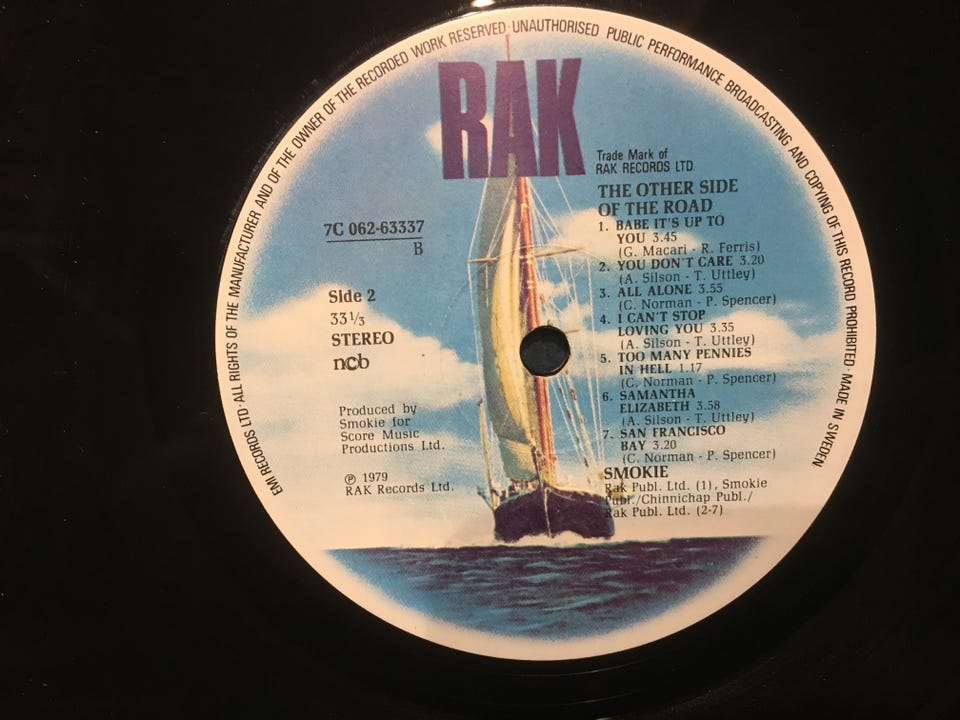 EMI RECORDS LTD · ALL RIGHTS OF THE MANUFACTURER AND OF THE OWNER OF THE RECORDED WORK RESERVED · UNAUTHORISED PUBLIC PERFORMANCE BROADCASTING AND COPYING OF THIS RECORD PROHIBITED · MADE IN SWEDEN
RAK
Trade Mark of
RAK RECORDS LTD
7C 062-63337
B
Side 2
33 1/3
STEREO
ncb
Produced by
Smokie for
Score Music
Productions Ltd.
℗ 1979
RAK Records Ltd.
THE OTHER SIDE
OF THE ROAD
1. BABE IT'S UP TO
YOU 3.45
(G. Macari - R. Ferris)
2. YOU DON'T CARE 3.20
(A. Silson - T. Uttley)
3. ALL ALONE 3.55
(C. Norman - P. Spencer)
4. I CAN'T STOP
LOVING YOU 3.35
(A. Silson - T. Uttley)
5. TOO MANY PENNIES
IN HELL 1.17
(C. Norman - P. Spencer)
6. SAMANTHA
ELIZABETH 3.58
(A. Silson - T. Uttley)
7. SAN FRANCISCO
BAY 3.20
(C. Norman - P. Spencer)
SMOKIE
Rak Publ. Ltd. (1), Smokie
Publ./Chinnichap Publ./
Rak Publ. Ltd. (2-7)